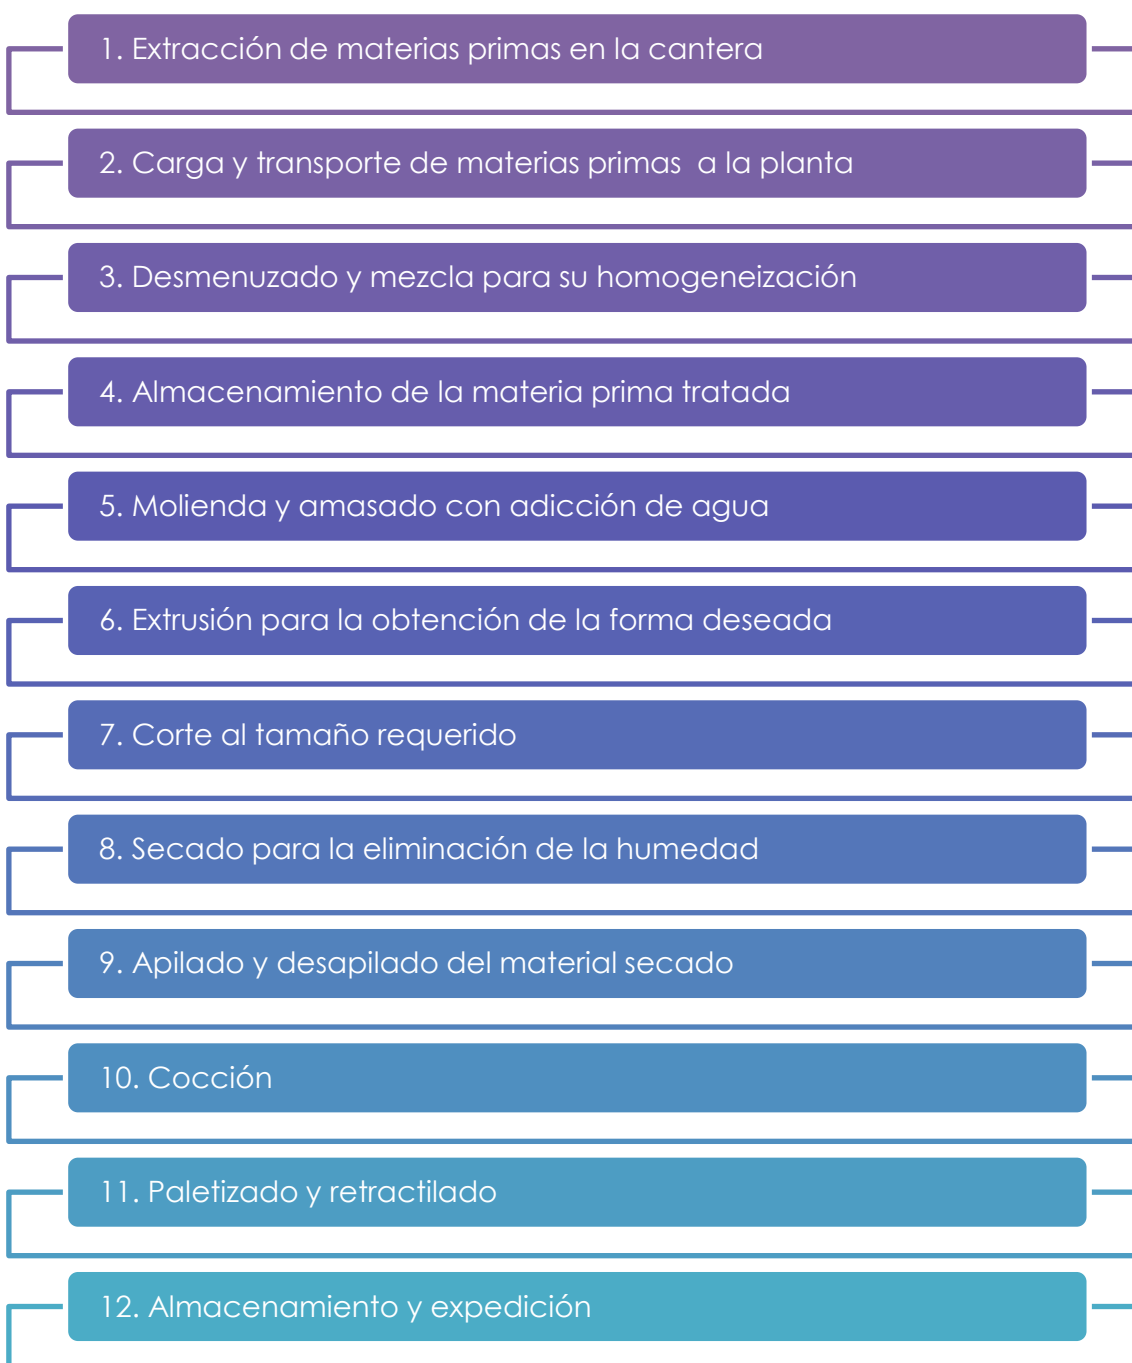 1. Extracción de materias primas en la cantera
2. Carga y transporte de materias primas a la planta
3. Desmenuzado y mezcla para su homogeneización
4. Almacenamiento de la materia prima tratada
5. Molienda y amasado con adicción de agua
6. Extrusión para la obtención de la forma deseada
7. Corte al tamaño requerido
8. Secado para la eliminación de la humedad
9. Apilado y desapilado del material secado
10. Cocción
11. Paletizado y retractilado
12. Almacenamiento y expedición